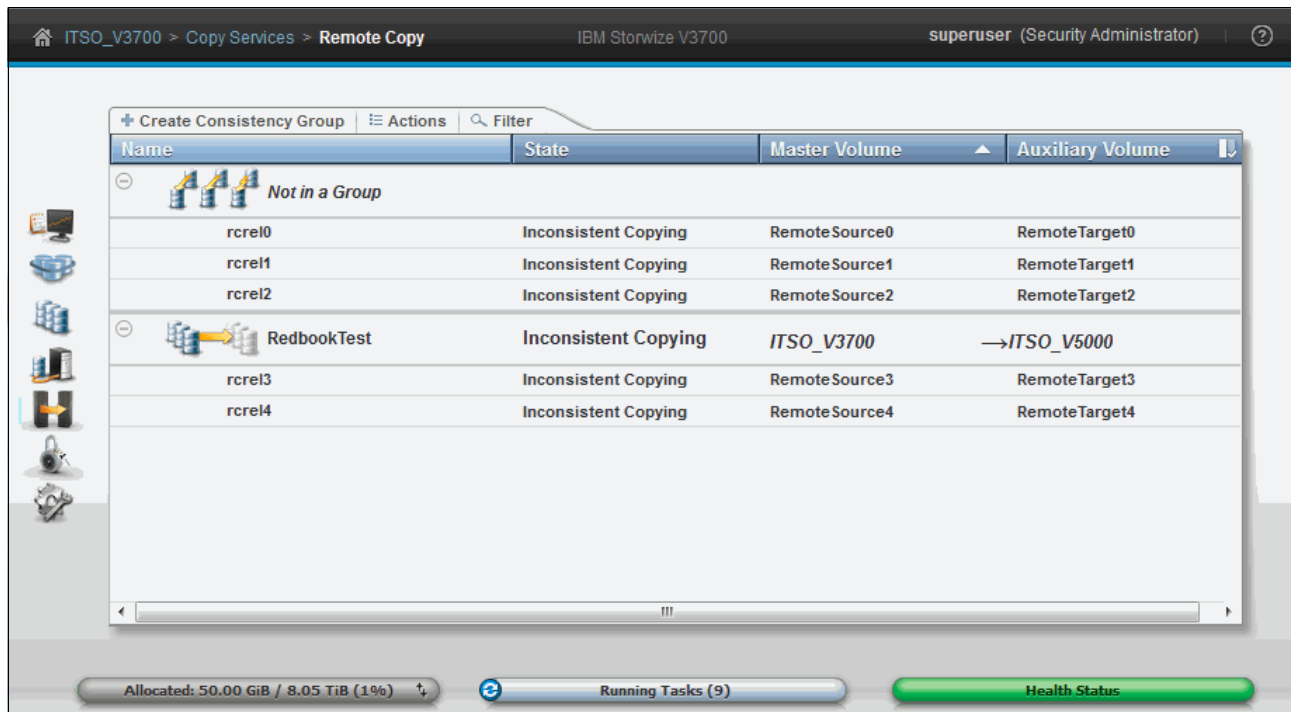 ITSO_V3700 > Copy Services > Remote Copy IBM Storwize V3700 superuser (Security Administrator) ?
Create Consistency Group Actions Filter
Name State Master Volume Auxiliary Volume
Not in a Group
rcrel0 Inconsistent Copying RemoteSource0 RemoteTarget0
rcrel1 Inconsistent Copying RemoteSource1 RemoteTarget1
rcrel2 Inconsistent Copying RemoteSource2 RemoteTarget2
RedbookTest Inconsistent Copying ITSO_V3700 →ITSO_V5000
rcrel3 Inconsistent Copying RemoteSource3 RemoteTarget3
rcrel4 Inconsistent Copying RemoteSource4 RemoteTarget4
Allocated: 50.00 GiB / 8.05 TiB (1%) Running Tasks (9) Health Status